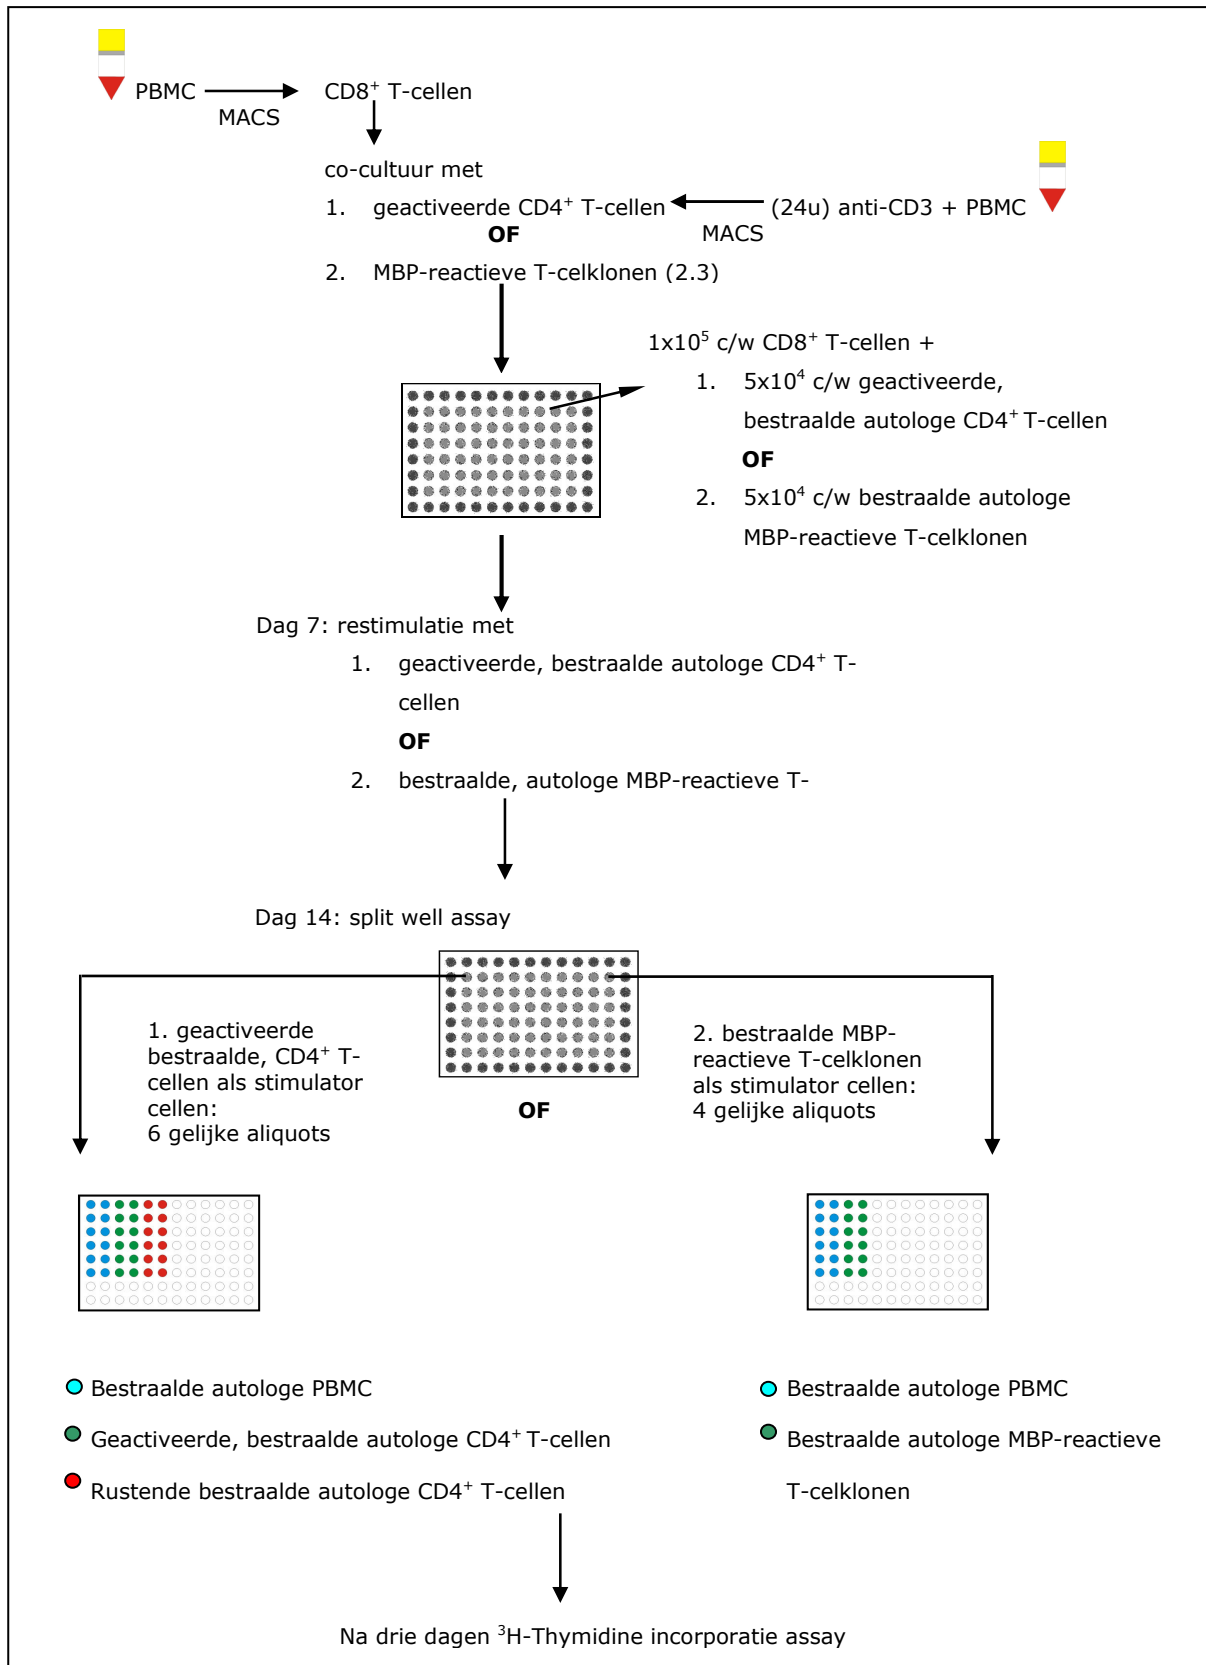 PBMC
MACS
CD8⁺ T-cellen
co-cultuur met
1. geactiveerde CD4⁺ T-cellen
(24u) anti-CD3 + PBMC
MACS
OF
2. MBP-reactieve T-celklonen (2.3)
1x10⁵ c/w CD8⁺ T-cellen +
1. 5x10⁴ c/w geactiveerde,
bestraalde autologe CD4⁺ T-cellen
OF
2. 5x10⁴ c/w bestraalde autologe
MBP-reactieve T-celklonen
Dag 7: restimulatie met
1. geactiveerde, bestraalde autologe CD4⁺ T-
cellen
OF
2. bestraalde, autologe MBP-reactieve T-
Dag 14: split well assay
1. geactiveerde
bestraalde, CD4⁺ T-
cellen als stimulator
cellen:
6 gelijke aliquots
OF
2. bestraalde MBP-
reactieve T-celklonen
als stimulator cellen:
4 gelijke aliquots
Bestraalde autologe PBMC
Geactiveerde, bestraalde autologe CD4⁺ T-cellen
Rustende bestraalde autologe CD4⁺ T-cellen
Bestraalde autologe PBMC
Bestraalde autologe MBP-reactieve
T-celklonen
Na drie dagen ³H-Thymidine incorporatie assay